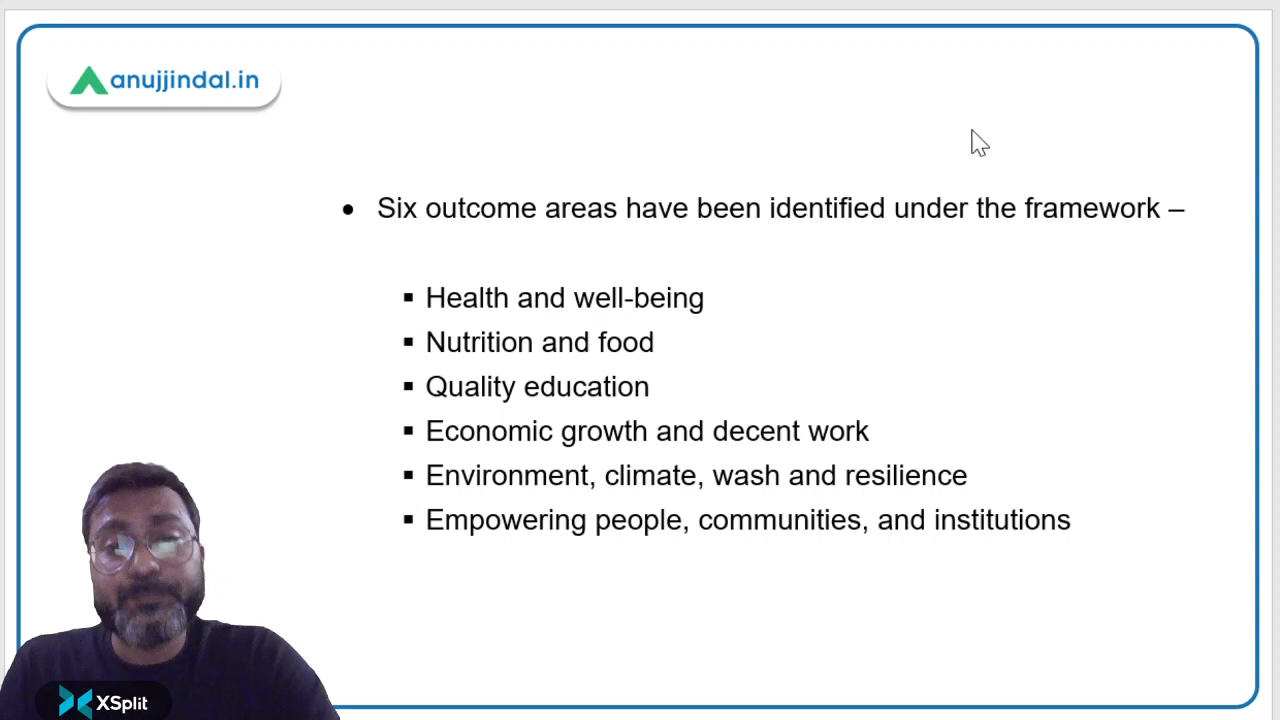 anujjindal.in
• Six outcome areas have been identified under the framework –
▪ Health and well-being
▪ Nutrition and food
▪ Quality education
▪ Economic growth and decent work
▪ Environment, climate, wash and resilience
▪ Empowering people, communities, and institutions
XSplit